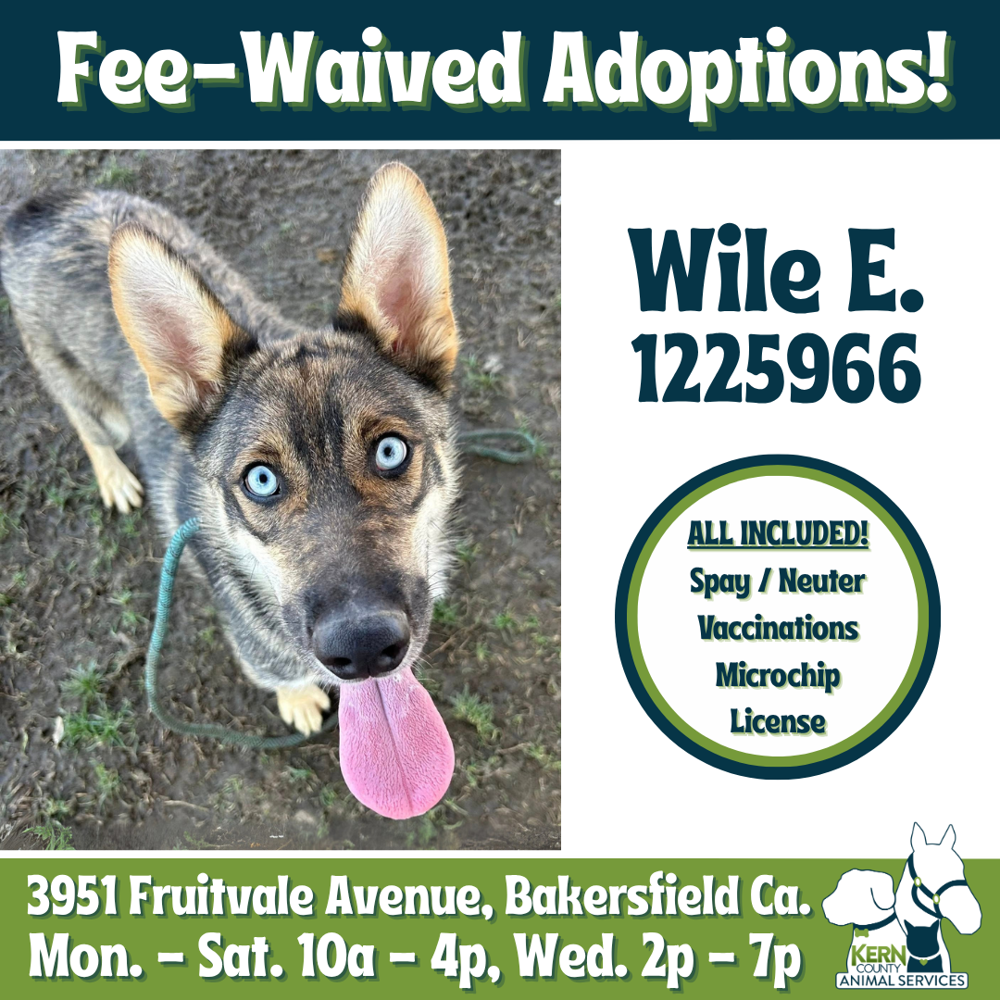 Fee-Waived Adoptions!
Wile E.
1225966
ALL INCLUDED!
Spay / Neuter
Vaccinations
Microchip
License
3951 Fruitvale Avenue, Bakersfield Ca.
Mon. - Sat. 10a - 4p, Wed. 2p - 7p
KERN
COUNTY
ANIMAL SERVICES